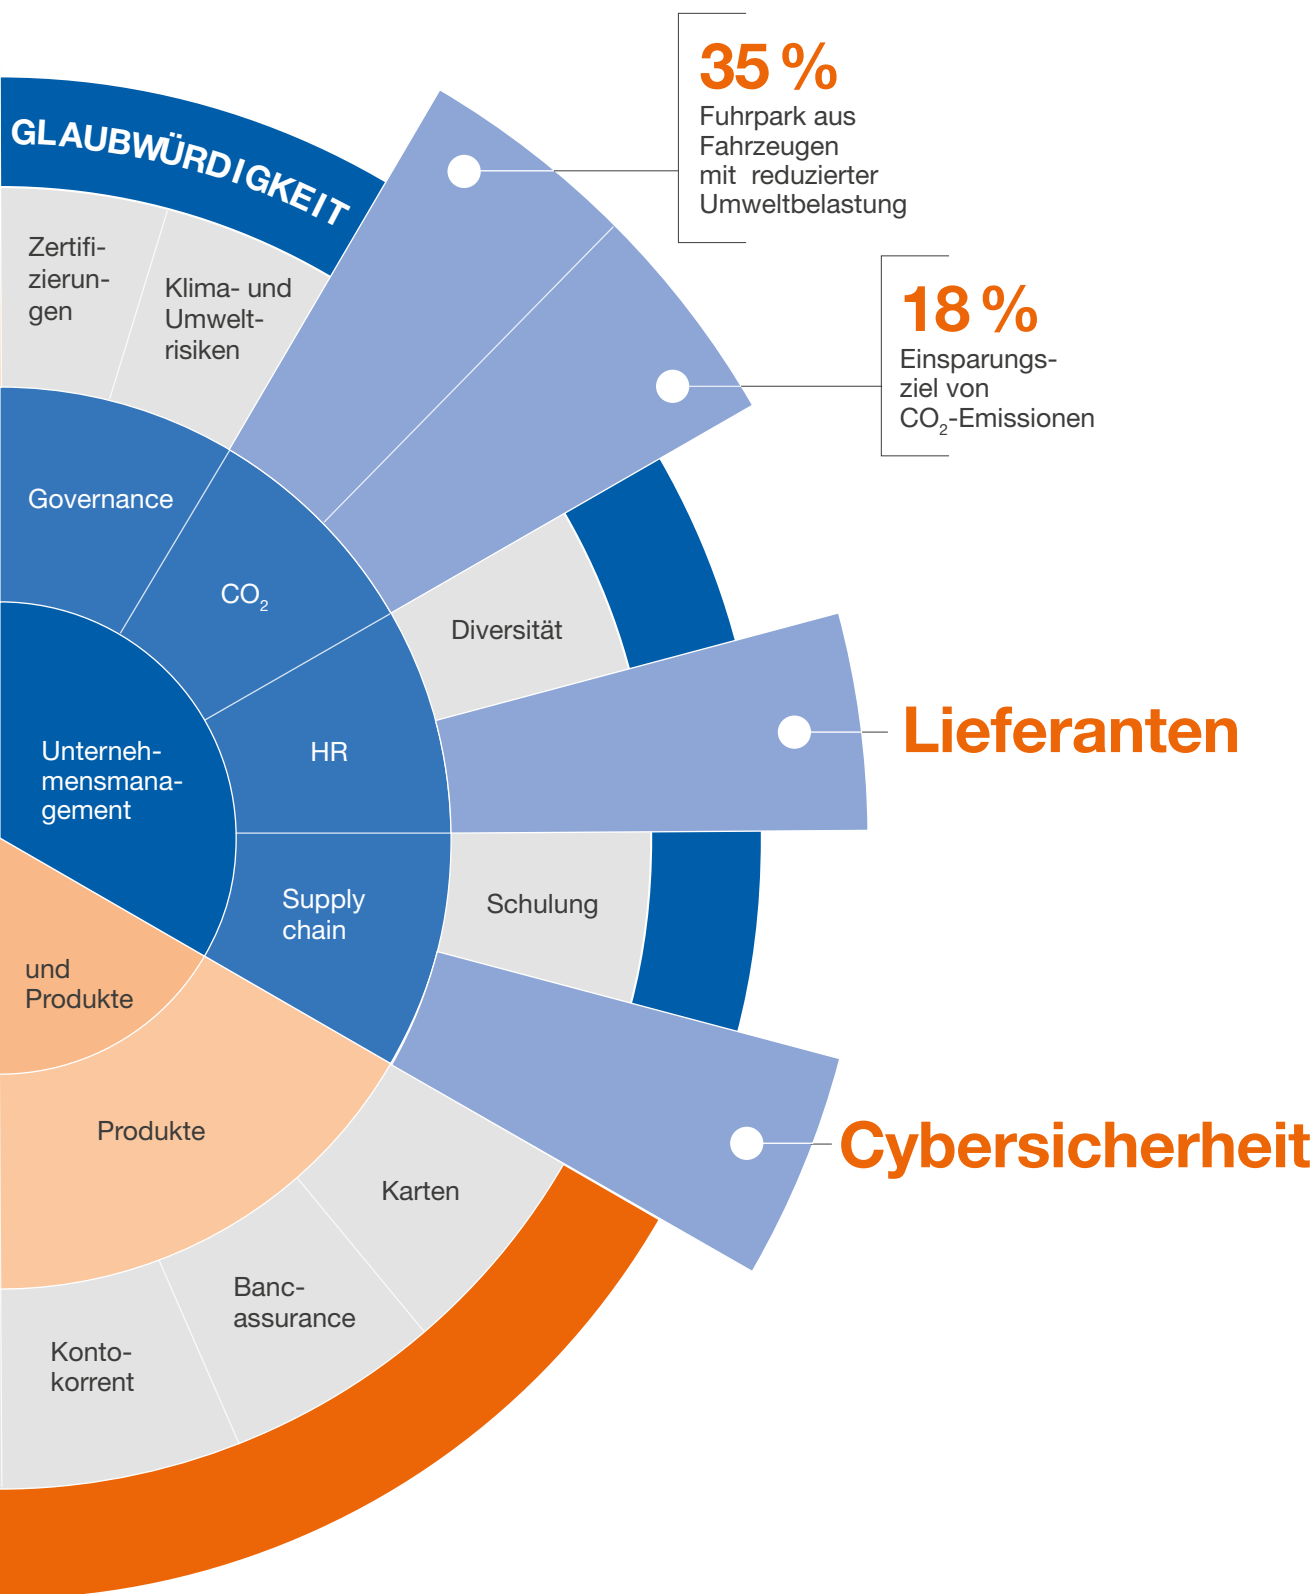 35 %
Fuhrpark aus
Fahrzeugen
mit reduzierter
Umweltbelastung
GLAUBWÜRDIGKEIT
Zertifi-
zierun-
gen
Klima- und
Umwelt-
risiken
18 %
Einsparungs-
ziel von
CO₂-Emissionen
Governance
CO₂
Diversität
Lieferanten
Unterneh-
mensmana-
gement
HR
Supply
chain
Schulung
und
Produkte
Cybersicherheit
Produkte
Karten
Banc-
assurance
Konto-
korrent